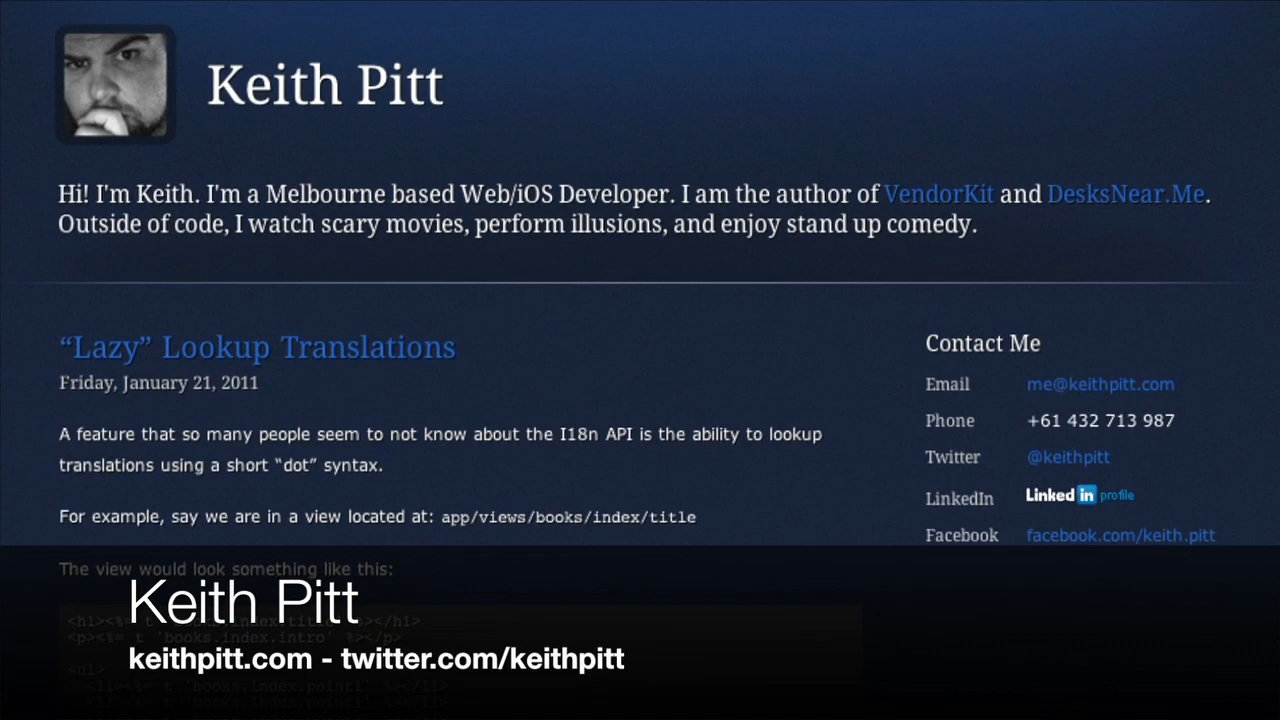 Keith Pitt
Hi! I'm Keith. I'm a Melbourne based Web/iOS Developer. I am the author of VendorKit and DesksNear.Me.
Outside of code, I watch scary movies, perform illusions, and enjoy stand up comedy.
“Lazy” Lookup Translations
Friday, January 21, 2011
A feature that so many people seem to not know about the I18n API is the ability to lookup
translations using a short “dot” syntax.
For example, say we are in a view located at: app/views/books/index/title
The view would look something like this:
<p><%= t 'books.index.intro' %></p>
<ul>
Contact Me
Email me@keithpitt.com
Phone +61 432 713 987
Twitter @keithpitt
LinkedIn Linked in profile
Facebook facebook.com/keith.pitt
Keith Pitt
keithpitt.com - twitter.com/keithpitt